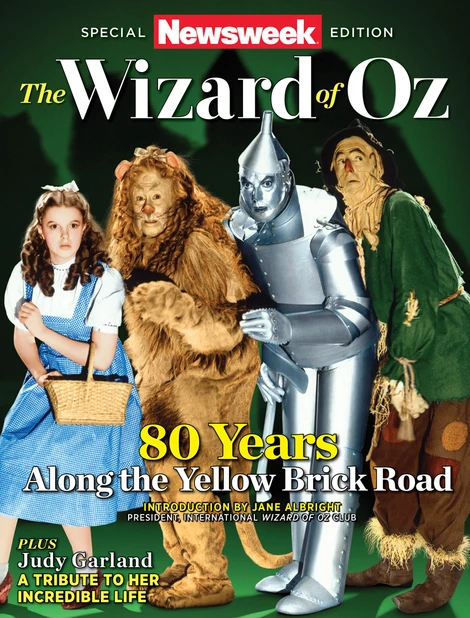 SPECIAL Newsweek EDITION
The Wizard of Oz
80 Years
Along the Yellow Brick Road
INTRODUCTION BY JANE ALBRIGHT
PRESIDENT, INTERNATIONAL WIZARD OF OZ CLUB
PLUS
Judy Garland
A TRIBUTE TO HER
INCREDIBLE LIFE